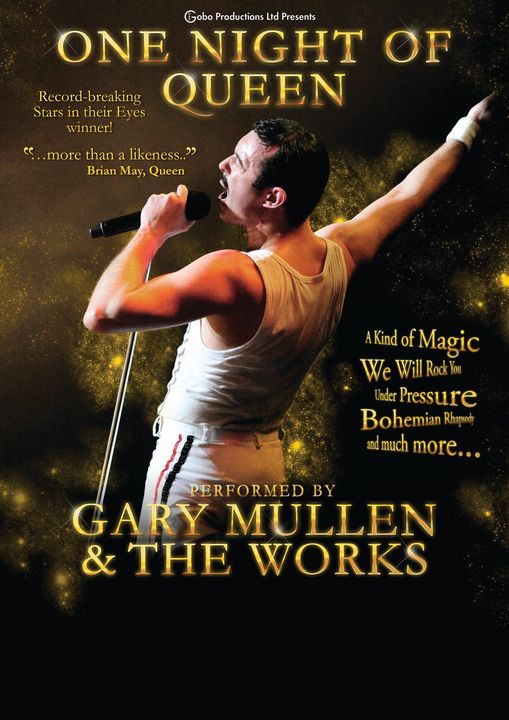 Gobo Productions Ltd Presents
ONE NIGHT OF
QUEEN
Record-breaking
Stars in their Eyes
winner!
“...more than a likeness..”
Brian May, Queen
A Kind of Magic
We Will Rock You
Under Pressure
Bohemian Rhapsody
and much more...
PERFORMED BY
GARY MULLEN
& THE WORKS